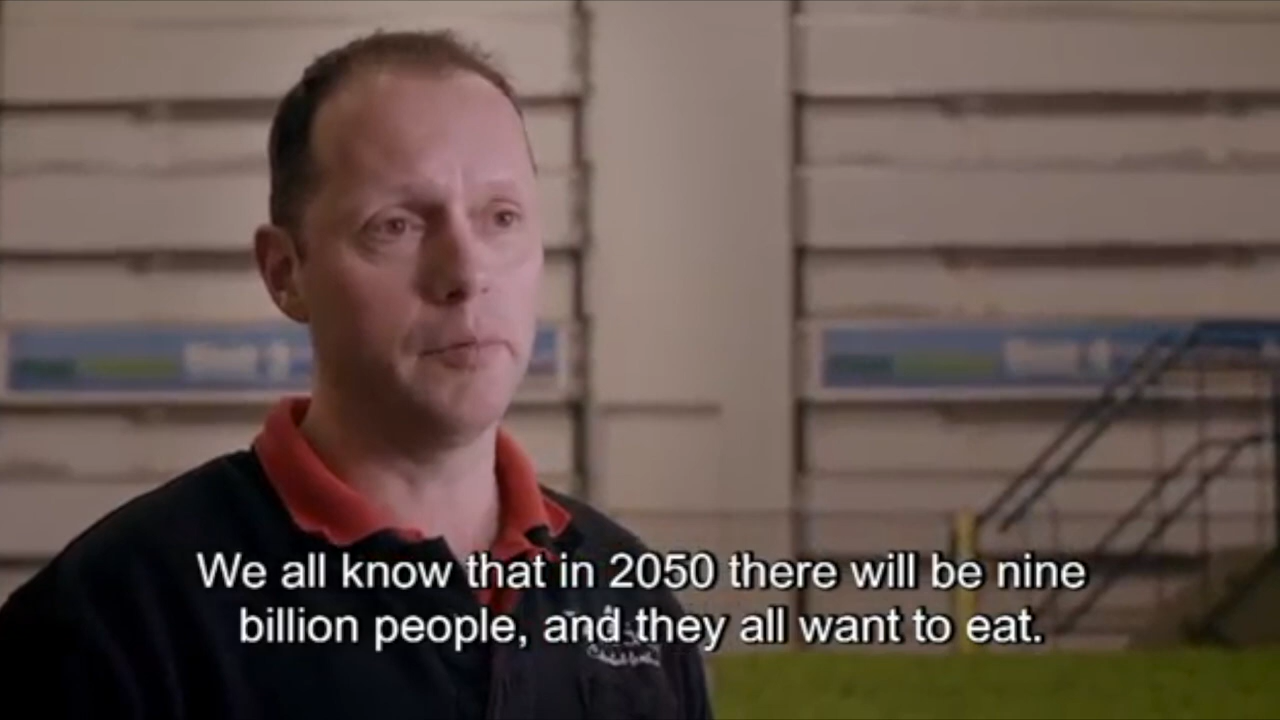 We all know that in 2050 there will be nine
billion people, and they all want to eat.